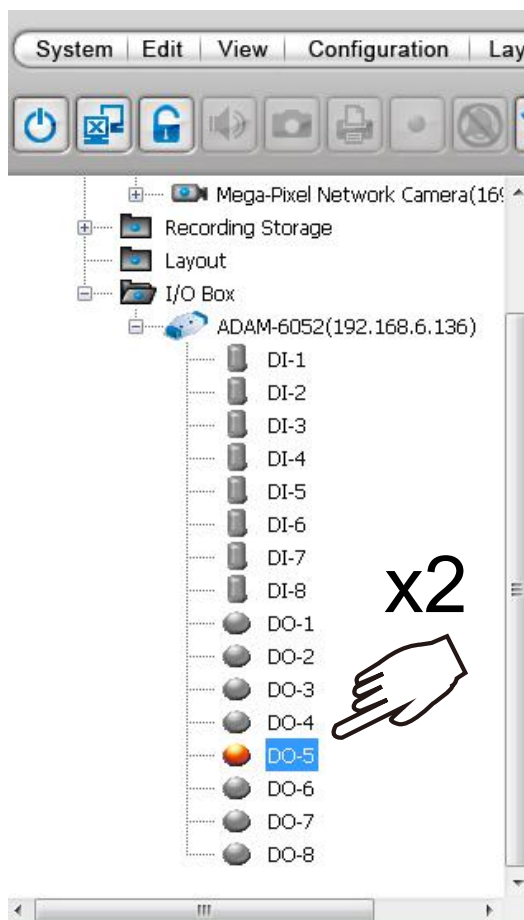 System Edit View Configuration Lay
Mega-Pixel Network Camera(169
Recording Storage
Layout
I/O Box
ADAM-6052(192.168.6.136)
DI-1
DI-2
DI-3
DI-4
DI-5
DI-6
DI-7
DI-8
x2
DO-1
DO-2
DO-3
DO-4
DO-5
DO-6
DO-7
DO-8